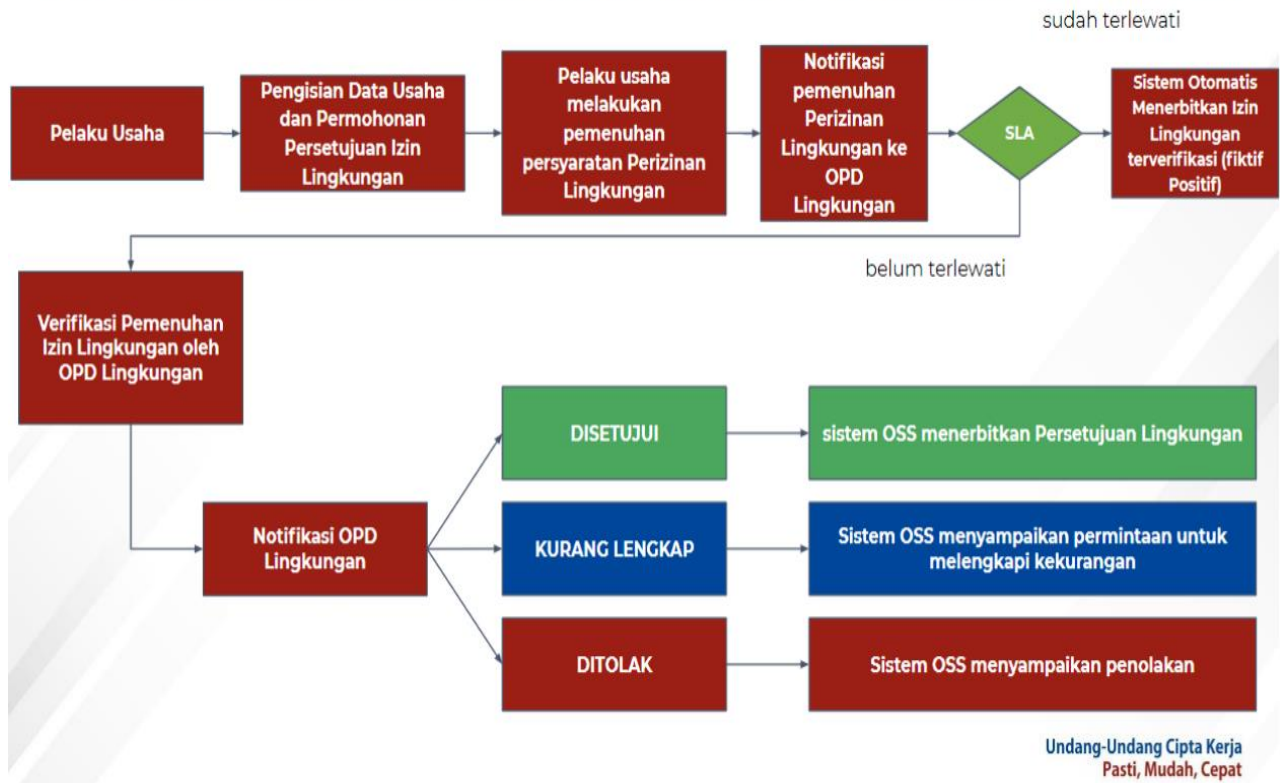 sudah terlewati
Pelaku Usaha
Pengisian Data Usaha
dan Permohonan
Persetujuan Izin
Lingkungan
Pelaku usaha
melakukan
pemenuhan
persyaratan Perizinan
Lingkungan
Notifikasi
pemenuhan
Perizinan
Lingkungan ke
OPD
Lingkungan
SLA
Sistem Otomatis
Menerbitkan Izin
Lingkungan
terverifikasi (fiktif
Positif)
belum terlewati
Verifikasi Pemenuhan
Izin Lingkungan oleh
OPD Lingkungan
Notifikasi OPD
Lingkungan
DISETUJUI
sistem OSS menerbitkan Persetujuan Lingkungan
KURANG LENGKAP
Sistem OSS menyampaikan permintaan untuk
melengkapi kekurangan
DITOLAK
Sistem OSS menyampaikan penolakan
Undang-Undang Cipta Kerja
Pasti, Mudah, Cepat